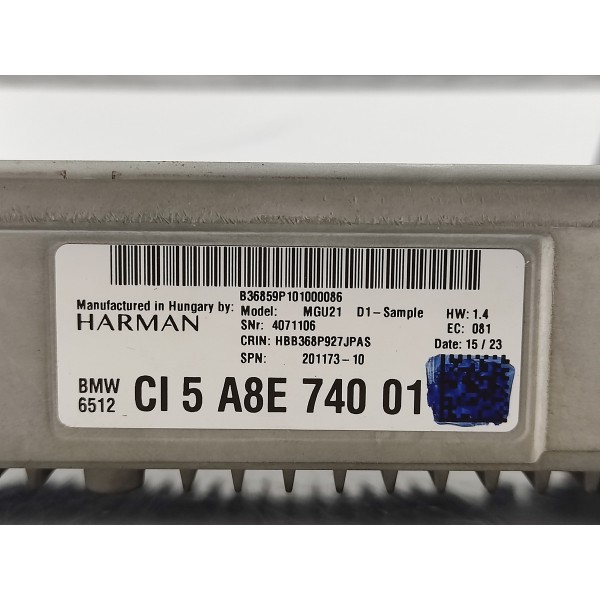 B36859P101000086
Manufactured in Hungary by:
HARMAN
Model: MGU21 D1-Sample HW: 1.4
SNr: 4071106 EC: 081
CRIN: HBB368P927JPAS Date: 15/23
SPN: 201173-10
BMW
6512
CI 5 A8E 740 01